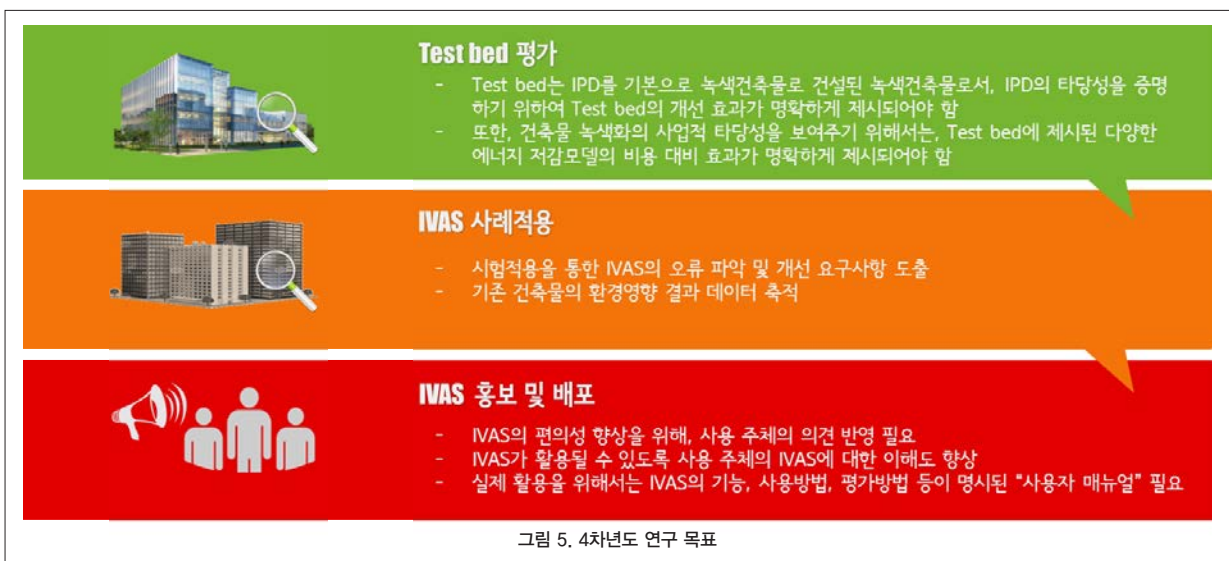 Test bed 평가
- Test bed는 IPD를 기본으로 녹색건축물로 건설된 녹색건축물로서, IPD의 타당성을 증명
하기 위하여 Test bed의 개선 효과가 명확하게 제시되어야 함
- 또한, 건축물 녹색화의 사업적 타당성을 보여주기 위해서는, Test bed에 제시된 다양한
에너지 저감모델의 비용 대비 효과가 명확하게 제시되어야 함
IVAS 사례적용
- 시험적용을 통한 IVAS의 오류 파악 및 개선 요구사항 도출
- 기존 건축물의 환경영향 결과 데이터 축적
IVAS 홍보 및 배포
- IVAS의 편의성 향상을 위해, 사용 주체의 의견 반영 필요
- IVAS가 활용될 수 있도록 사용 주체의 IVAS에 대한 이해도 향상
- 실제 활용을 위해서는 IVAS의 기능, 사용방법, 평가방법 등이 명시된 "사용자 매뉴얼" 필요
그림 5. 4차년도 연구 목표